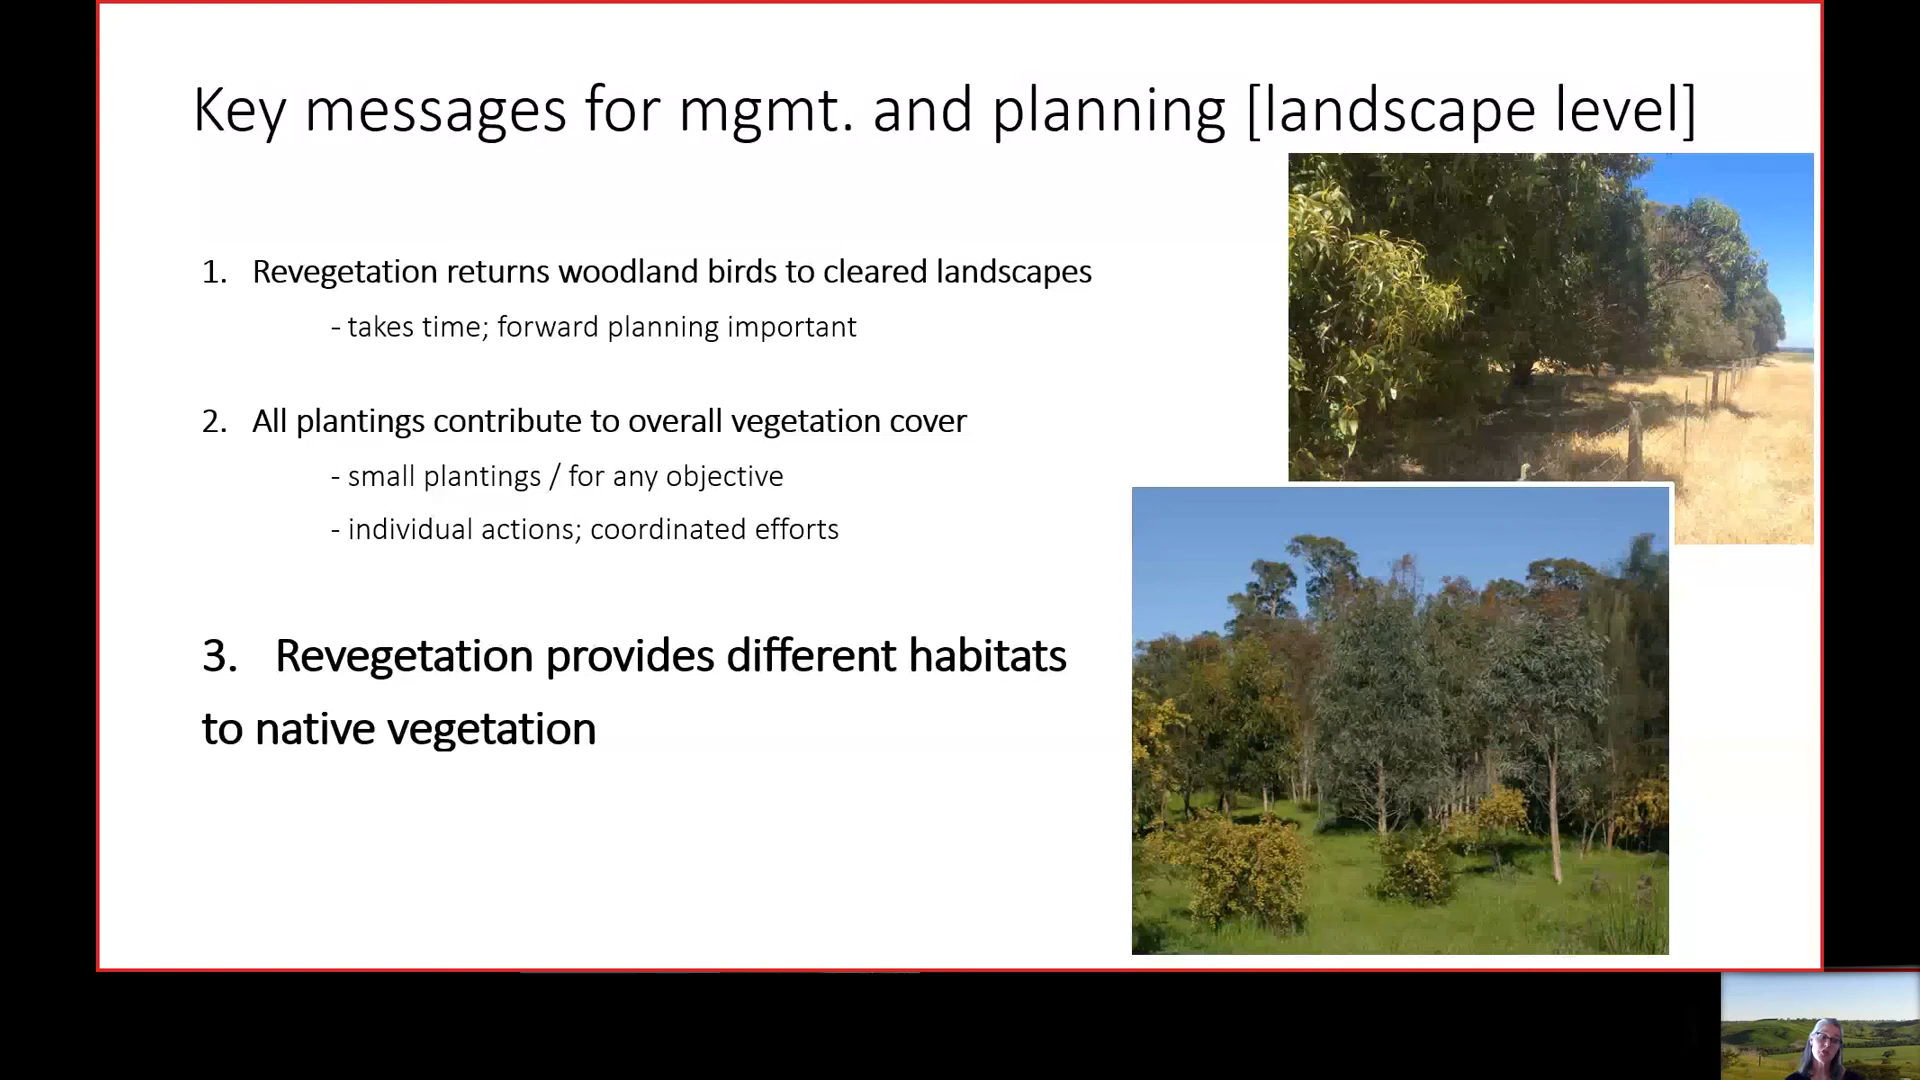 Key messages for mgmt. and planning [landscape level]
1. Revegetation returns woodland birds to cleared landscapes
- takes time; forward planning important
2. All plantings contribute to overall vegetation cover
- small plantings / for any objective
- individual actions; coordinated efforts
3. Revegetation provides different habitats
to native vegetation